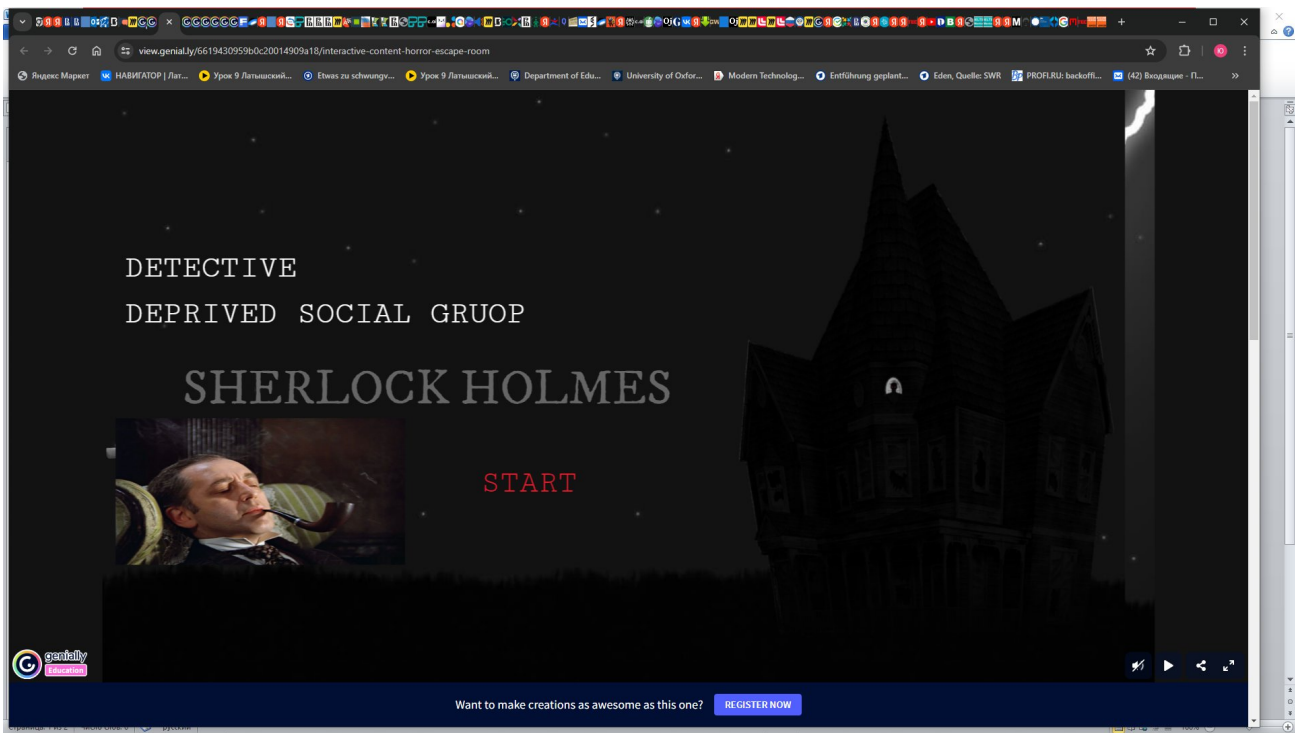 view.genial.ly/6619430959b0c20014909a18/interactive-content-horror-escape-room
Яндекс Маркет НАВИГАТОР | Лат... Урок 9 Латышский... Etwas zu schwungv... Урок 9 Латышский... Department of Edu... University of Oxfor... Modern Technolog... Entführung geplant... Eden, Quelle: SWR PROFI.RU: backoffi... (42) Входящие - П...
DETECTIVE
DEPRIVED SOCIAL GRUOP
SHERLOCK HOLMES
START
genially
Education
Want to make creations as awesome as this one? REGISTER NOW